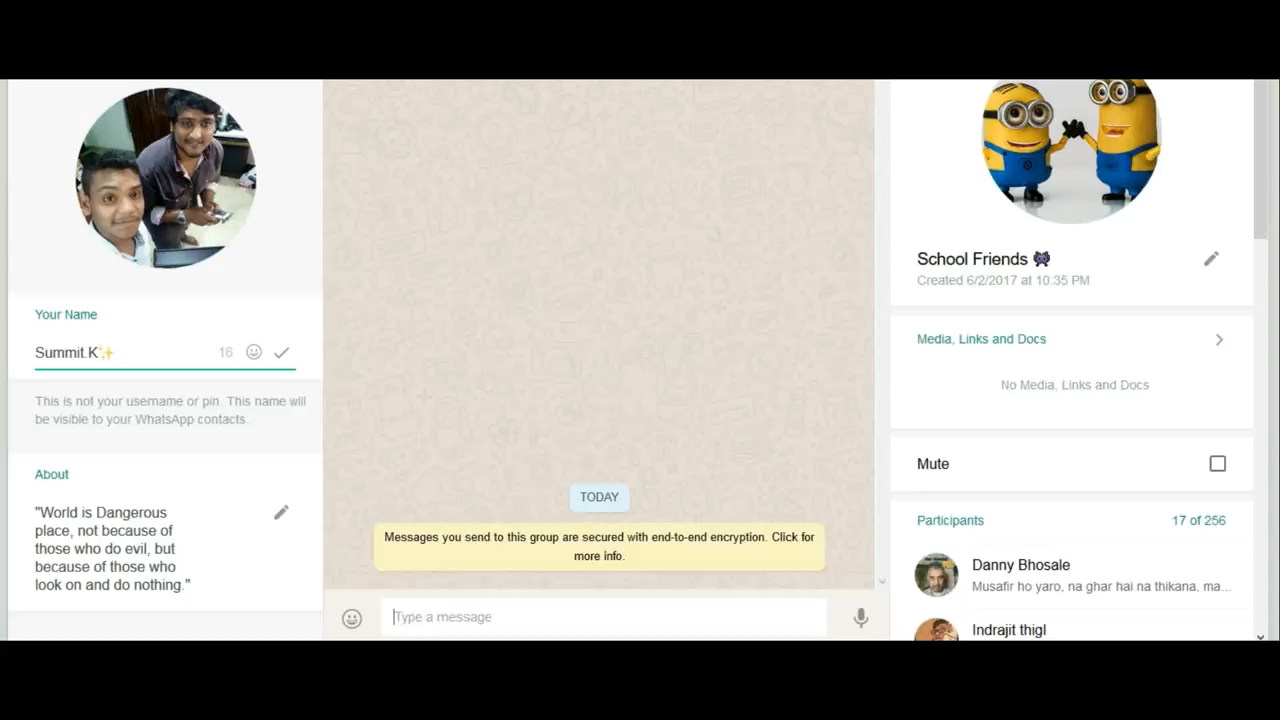 Your Name
Summit.K✨ 16
This is not your username or pin. This name will
be visible to your WhatsApp contacts.
About
"World is Dangerous
place, not because of
those who do evil, but
because of those who
look on and do nothing."
TODAY
Messages you send to this group are secured with end-to-end encryption. Click for
more info.
Type a message
School Friends 👾
Created 6/2/2017 at 10:35 PM
Media, Links and Docs
No Media, Links and Docs
Mute
Participants 17 of 256
Danny Bhosale
Musafir ho yaro, na ghar hai na thikana, ma...
Indrajit thigl